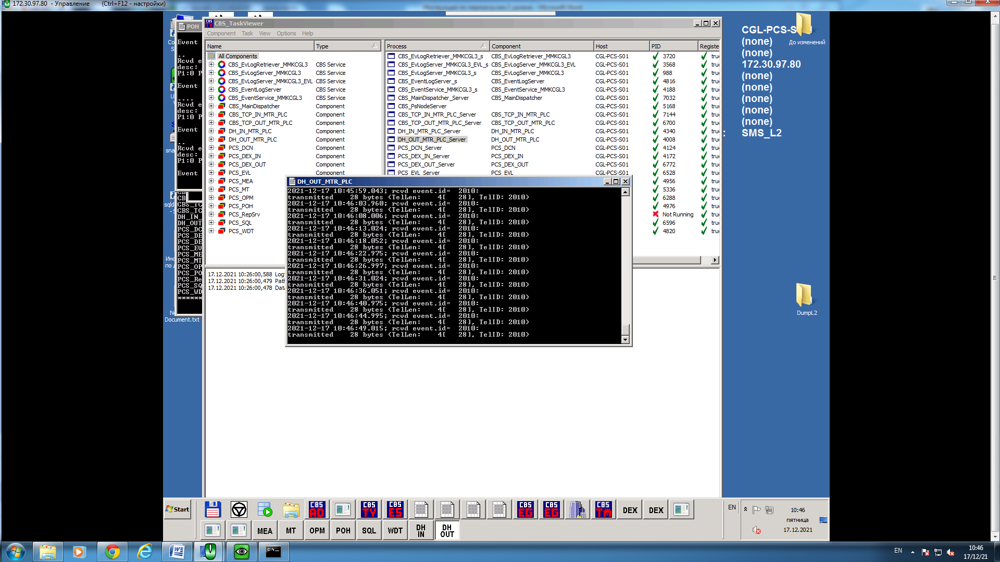 172.30.97.80 - Управление (Ctrl+F12 - настройки)
CBS_TaskViewer
Component Task View Options Help
Name Type
All Components
CBS_EvLogRetriever_MMKCGL3 CBS Service
CBS_EvLogServer_MMKCGL3 CBS Service
CBS_EvLogServer_MMKCGL3_EVL CBS Service
CBS_EventLogServer CBS Service
CBS_EventService_MMKCGL3 CBS Service
CBS_MainDispatcher Component
CBS_TCP_IN_MTR_PLC Component
CBS_TCP_OUT_MTR_PLC Component
DH_IN_MTR_PLC Component
DH_OUT_MTR_PLC Component
PCS_DCN Component
PCS_DEX_IN Component
PCS_DEX_OUT Component
PCS_EVL Component
PCS_MEA
PCS_MT
PCS_OPM
PCS_POH
PCS_RepSrv
PCS_SQL
PCS_WDT
Process Component Host PID Registe
CBS_EvLogRetriever_MMKCGL3_s CBS_EvLogRetriever_MMKCGL3 CGL-PCS-S01 3720 tru
CBS_EvLogServer_MMKCGL3_EVL_s CBS_EvLogServer_MMKCGL3_EVL CGL-PCS-S01 3568 tru
CBS_EvLogServer_MMKCGL3_s CBS_EvLogServer_MMKCGL3 CGL-PCS-S01 988 tru
CBS_EventLogServer_s CBS_EventLogServer CGL-PCS-S01 4816 tru
CBS_EventService_MMKCGL3_s CBS_EventService_MMKCGL3 CGL-PCS-S01 4188 tru
CBS_MainDispatcher_Server CBS_MainDispatcher CGL-PCS-S01 7032 tru
CBS_PsNodeServer CGL-PCS-S01 5168 tru
CBS_TCP_IN_MTR_PLC_Server CBS_TCP_IN_MTR_PLC CGL-PCS-S01 7144 tru
CBS_TCP_OUT_MTR_PLC_Server CBS_TCP_OUT_MTR_PLC CGL-PCS-S01 6700 tru
DH_IN_MTR_PLC_Server DH_IN_MTR_PLC CGL-PCS-S01 4340 tru
DH_OUT_MTR_PLC_Server DH_OUT_MTR_PLC CGL-PCS-S01 4008 tru
PCS_DCN_Server PCS_DCN CGL-PCS-S01 4124 tru
PCS_DEX_IN_Server PCS_DEX_IN CGL-PCS-S01 4172 tru
PCS_DEX_OUT_Server PCS_DEX_OUT CGL-PCS-S01 6772 tru
PCS_EVL_Server PCS_EVL CGL-PCS-S01 6528 tru
4956 tru
5336 tru
6288 tru
4976 tru
Not Running tru
6596 tru
4820 tru
17.12.2021 10:26:00,588 Log
17.12.2021 10:26:00,479 Patl
17.12.2021 10:26:00,478 Data
DH_OUT_MTR_PLC
2021-12-17 10:45:59.043; rcvd event.id= 2010:
transmitted 28 bytes (TelLen: 4[ 28], TelID: 2010)
2021-12-17 10:46:03.960; rcvd event.id= 2010:
transmitted 28 bytes (TelLen: 4[ 28], TelID: 2010)
2021-12-17 10:46:08.006; rcvd event.id= 2010:
transmitted 28 bytes (TelLen: 4[ 28], TelID: 2010)
2021-12-17 10:46:13.024; rcvd event.id= 2010:
transmitted 28 bytes (TelLen: 4[ 28], TelID: 2010)
2021-12-17 10:46:18.052; rcvd event.id= 2010:
transmitted 28 bytes (TelLen: 4[ 28], TelID: 2010)
2021-12-17 10:46:22.975; rcvd event.id= 2010:
transmitted 28 bytes (TelLen: 4[ 28], TelID: 2010)
2021-12-17 10:46:26.997; rcvd event.id= 2010:
transmitted 28 bytes (TelLen: 4[ 28], TelID: 2010)
2021-12-17 10:46:31.024; rcvd event.id= 2010:
transmitted 28 bytes (TelLen: 4[ 28], TelID: 2010)
2021-12-17 10:46:36.051; rcvd event.id= 2010:
transmitted 28 bytes (TelLen: 4[ 28], TelID: 2010)
2021-12-17 10:46:40.975; rcvd event.id= 2010:
transmitted 28 bytes (TelLen: 4[ 28], TelID: 2010)
2021-12-17 10:46:44.995; rcvd event.id= 2010:
transmitted 28 bytes (TelLen: 4[ 28], TelID: 2010)
2021-12-17 10:46:49.015; rcvd event.id= 2010:
transmitted 28 bytes (TelLen: 4[ 28], TelID: 2010)
POH
Event
..
Rcvd e
desc:
P1:0 P
Event
....
Rcvd e
desc:
P1:0 P
Event
..
Rcvd e
desc:
P1:0 P
Event
CBS_TC
DH_IN_
DH_OUT
PCS_DC
PCS_DE
PCS_DE
PCS_EV
PCS_ME
PCS_MT
PCS_OP
PCS_PO
PCS_Re
PCS_SQ
PCS_WD
******
Document.txt
CGL-PCS-S
(none)
(none)
172.30.97.80
(none)
(none)
(none)
(none)
(none)
: SMS_L2
До изменений
DumpL2
Start
CBS AD
CBS TV
CBS ES
CBS EG
CBS EG
CBS TM
DEX
DEX
MEA MT OPM POH SQL WDT DH IN DH OUT
EN
10:46
пятница
17.12.2021
EN
10:46
17/12/21